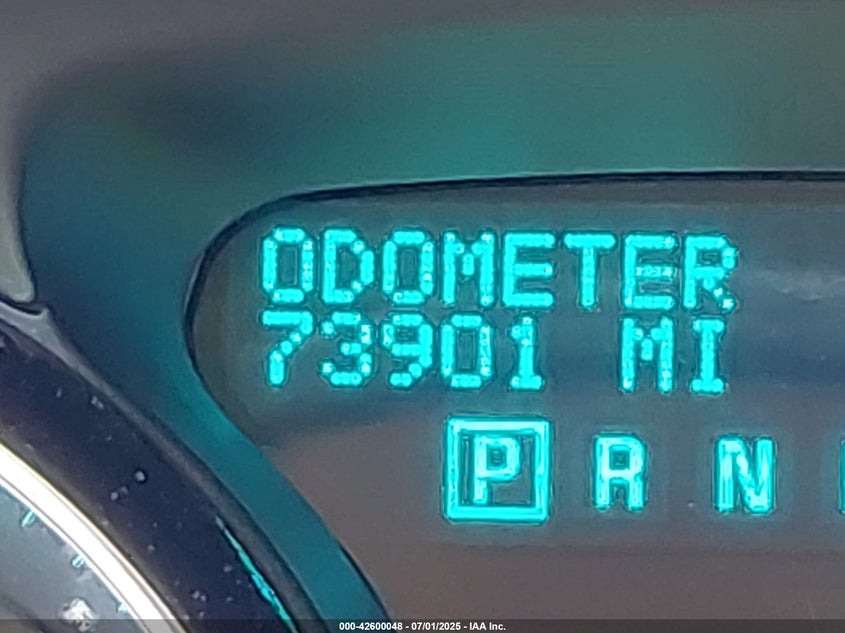 ODOMETER
73901 MI
P R N
000-42600048 - 07/01/2025 - IAA Inc.